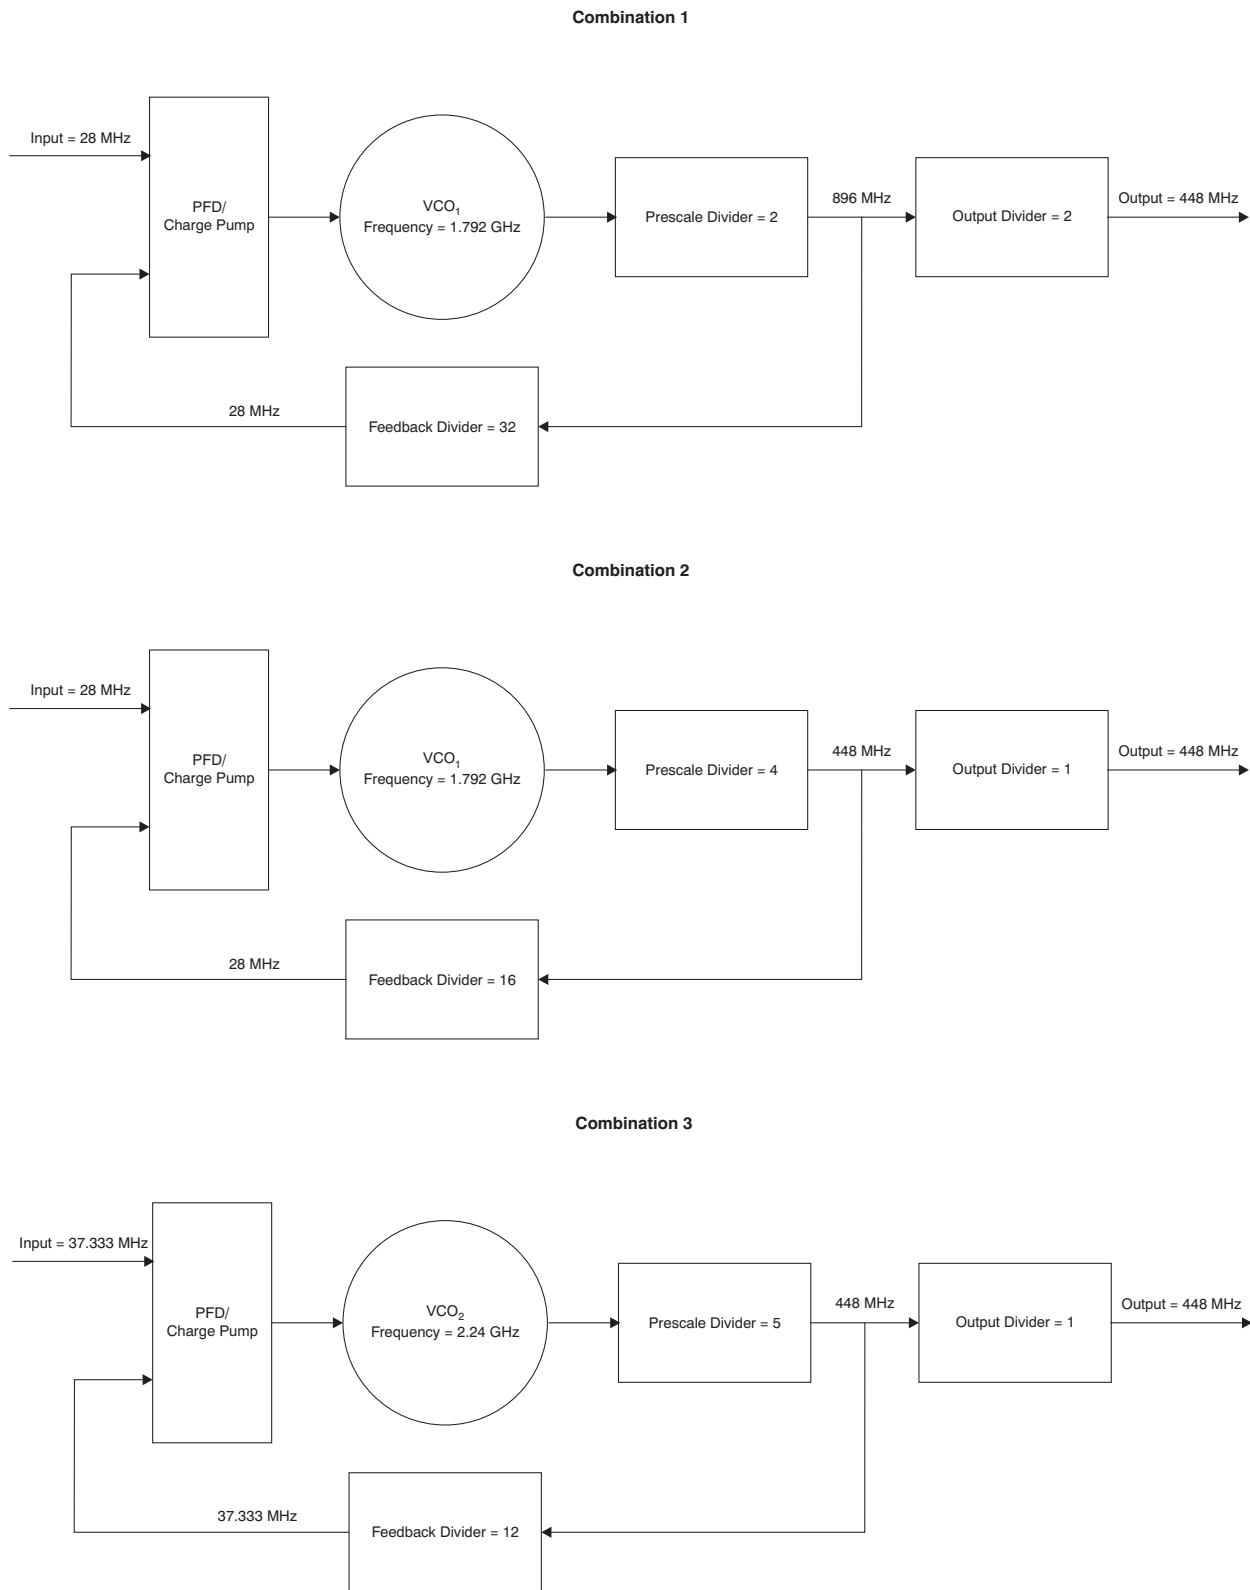 Combination 1
Input = 28 MHz
PFD/
Charge Pump
VCO1
Frequency = 1.792 GHz
Prescale Divider = 2
896 MHz
Output Divider = 2
Output = 448 MHz
28 MHz
Feedback Divider = 32
Combination 2
Input = 28 MHz
PFD/
Charge Pump
VCO1
Frequency = 1.792 GHz
Prescale Divider = 4
448 MHz
Output Divider = 1
Output = 448 MHz
28 MHz
Feedback Divider = 16
Combination 3
Input = 37.333 MHz
PFD/
Charge Pump
VCO2
Frequency = 2.24 GHz
Prescale Divider = 5
448 MHz
Output Divider = 1
Output = 448 MHz
37.333 MHz
Feedback Divider = 12